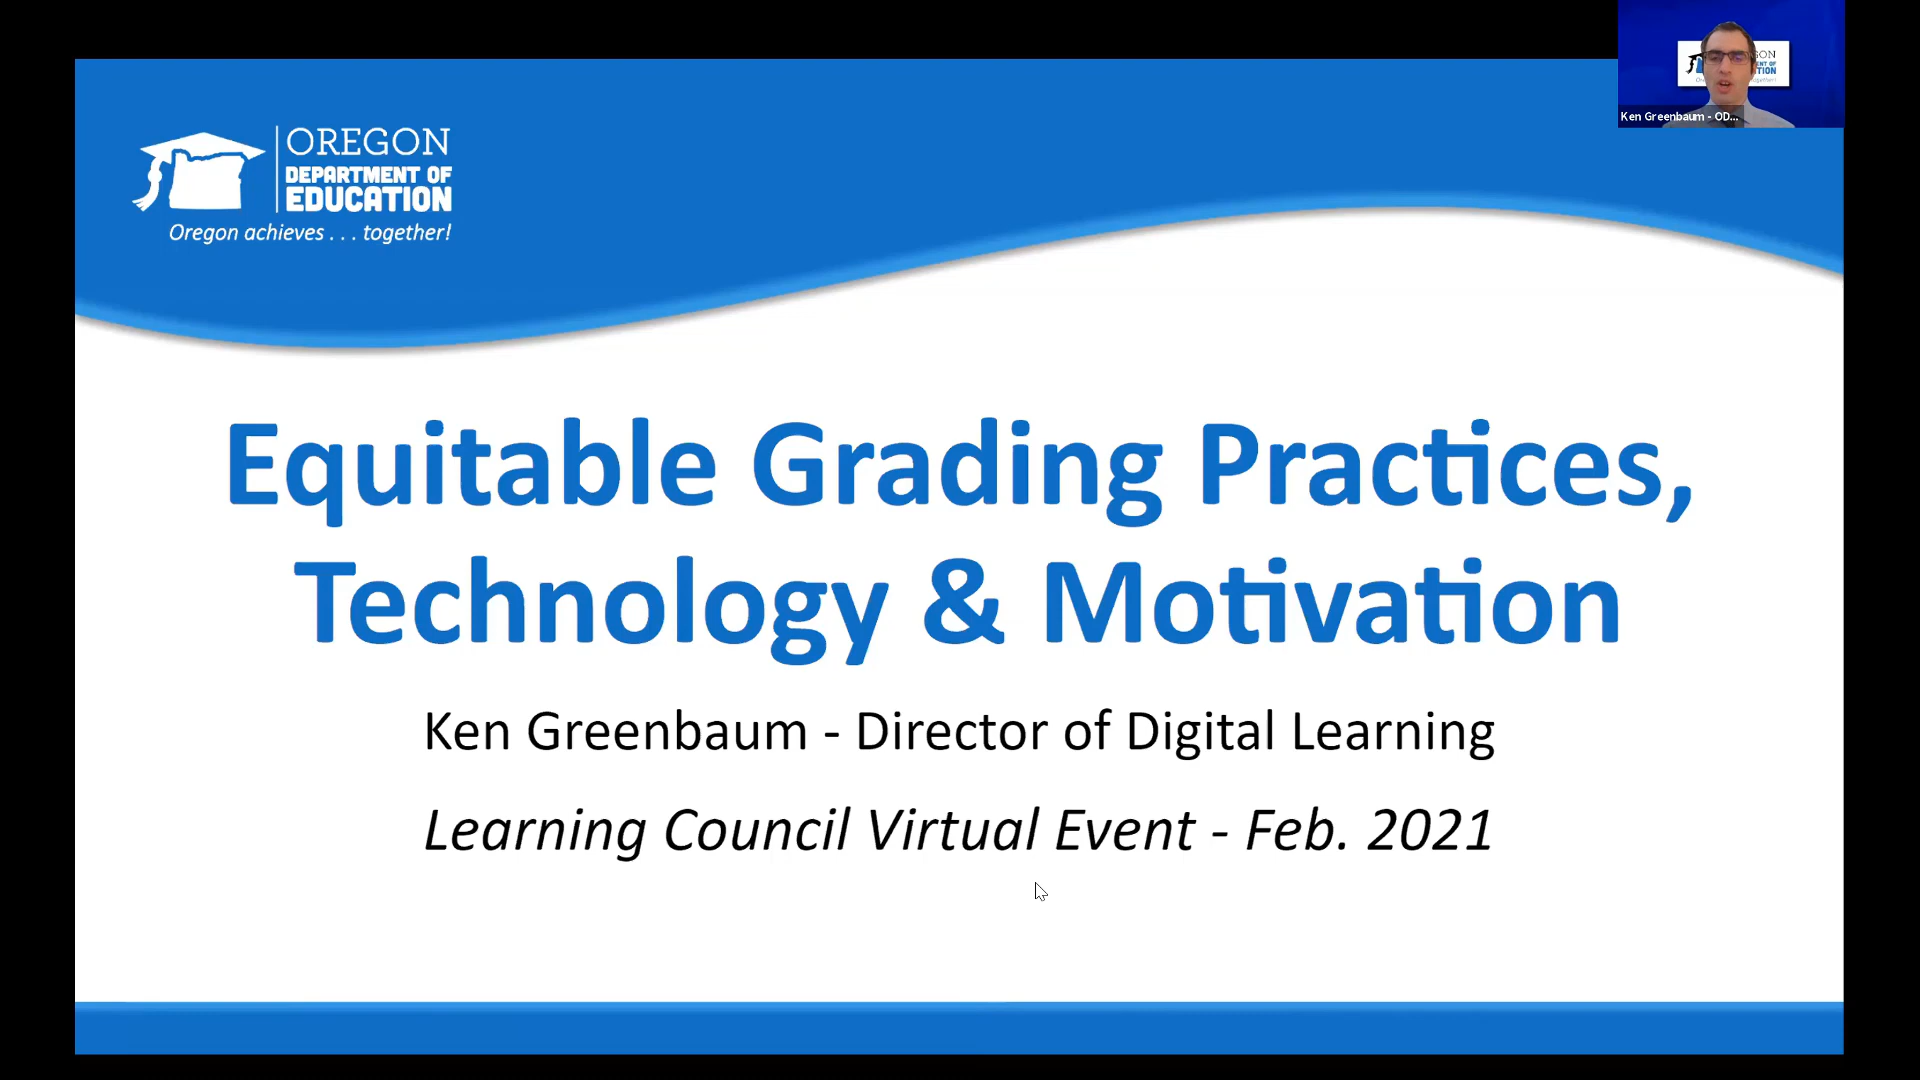 OREGON
DEPARTMENT OF
EDUCATION
Oregon achieves . . . together!
Ken Greenbaum - OD...
Equitable Grading Practices,
Technology & Motivation
Ken Greenbaum - Director of Digital Learning
Learning Council Virtual Event - Feb. 2021